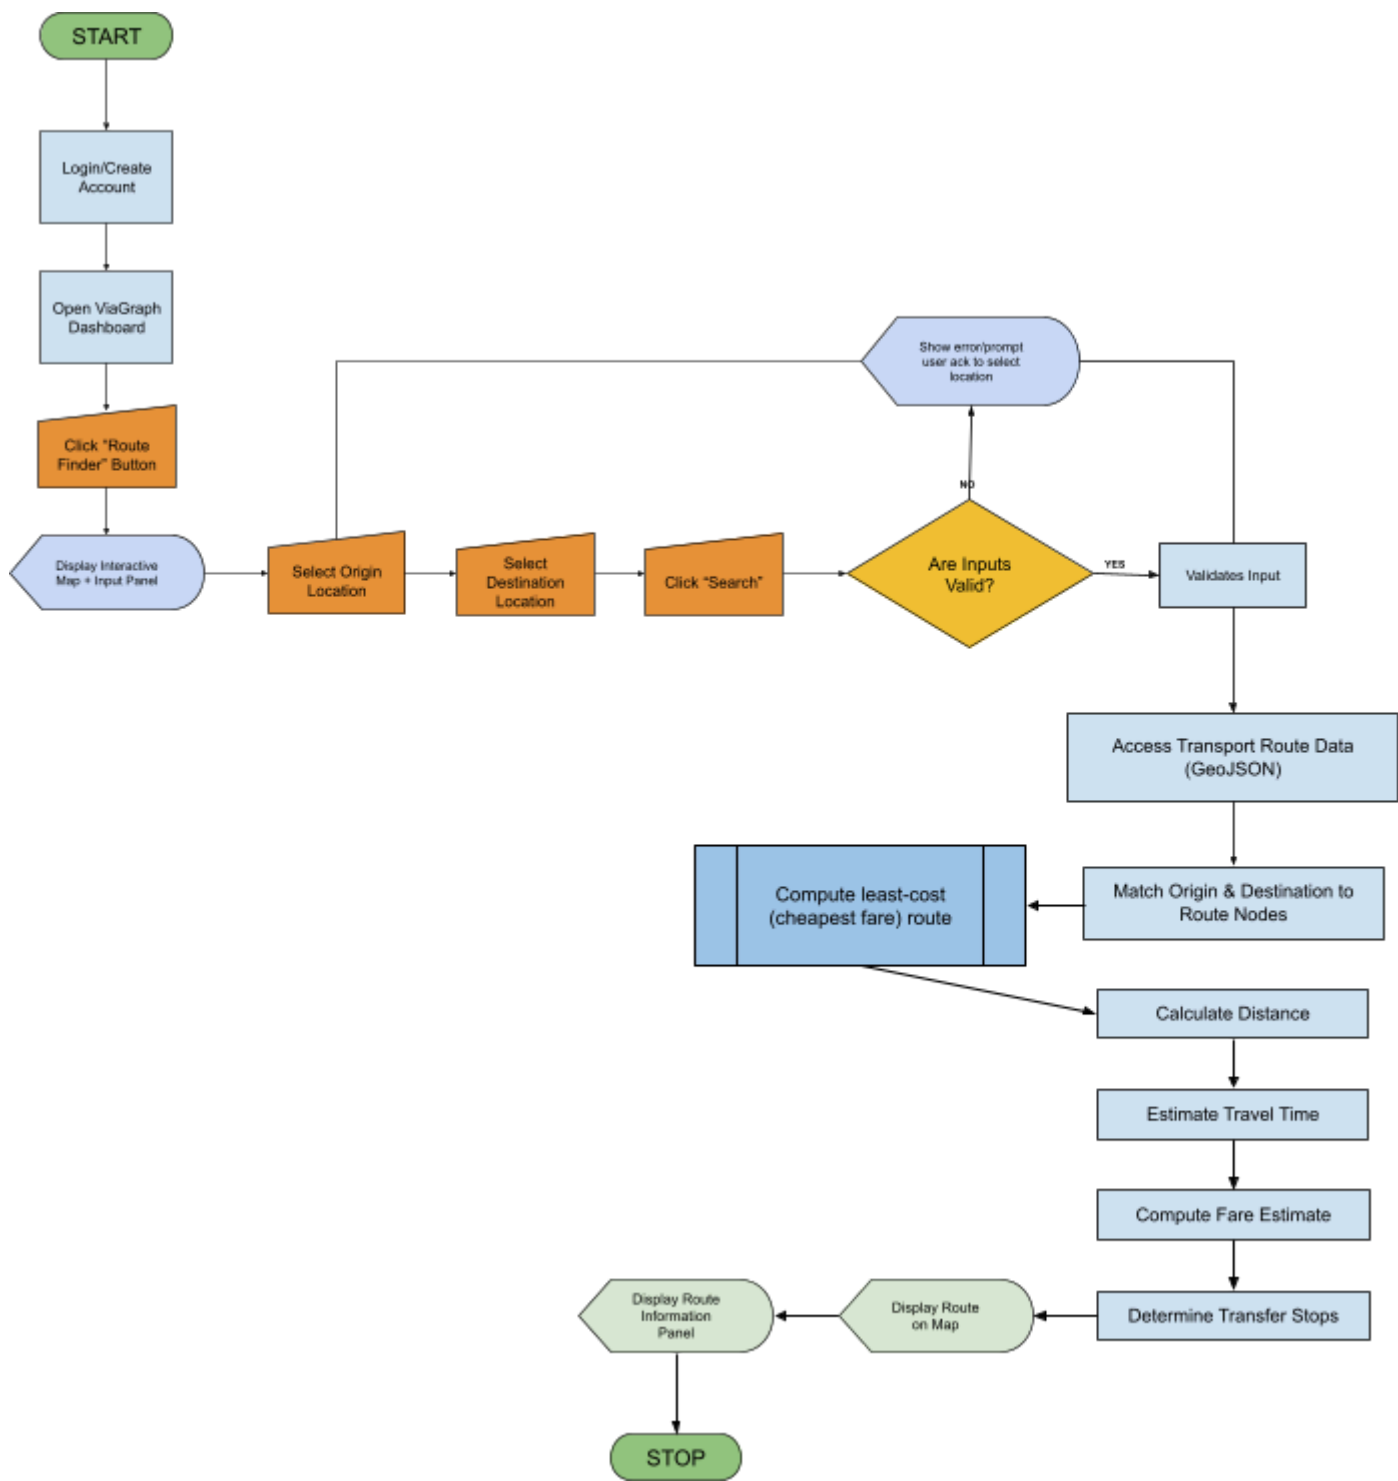 START
Login/Create
Account
Open ViaGraph
Dashboard
Click "Route
Finder" Button
Display Interactive
Map + Input Panel
Select Origin
Location
Select
Destination
Location
Click "Search"
Are Inputs
Valid?
NO
Show error/prompt
user ack to select
location
YES
Validates Input
Access Transport Route Data
(GeoJSON)
Match Origin & Destination to
Route Nodes
Compute least-cost
(cheapest fare) route
Calculate Distance
Estimate Travel Time
Compute Fare Estimate
Determine Transfer Stops
Display Route
on Map
Display Route
Information
Panel
STOP